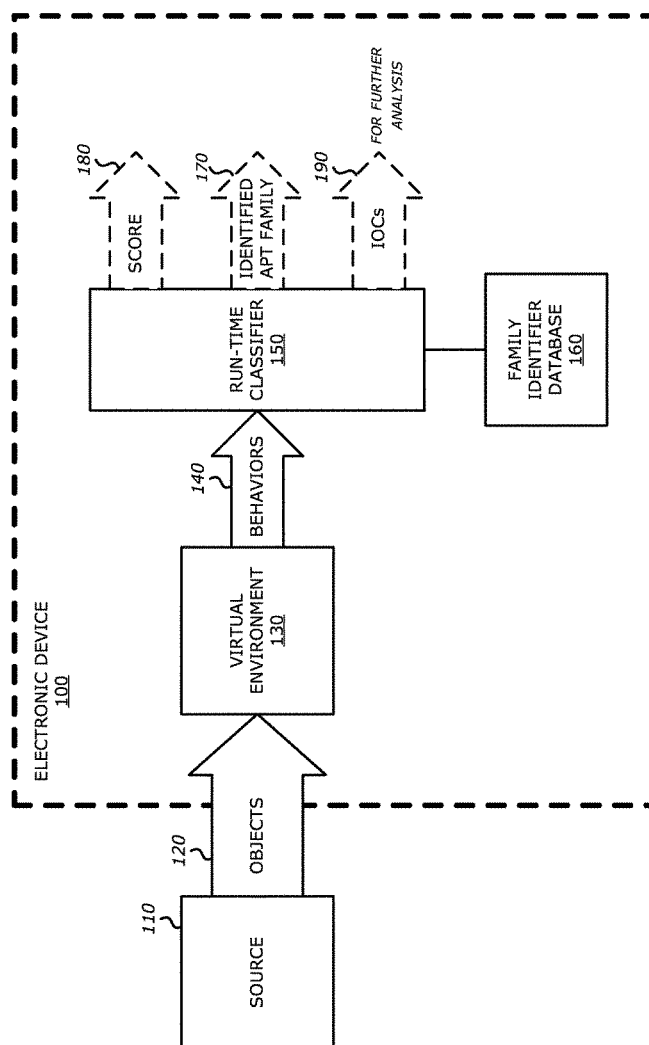 ELECTRONIC DEVICE
100
110
SOURCE
120
OBJECTS
VIRTUAL
ENVIRONMENT
130
140
BEHAVIORS
RUN-TIME
CLASSIFIER
150
FAMILY
IDENTIFIER
DATABASE
160
180
SCORE
170
IDENTIFIED
APT FAMILY
190
IOCs
FOR FURTHER
ANALYSIS